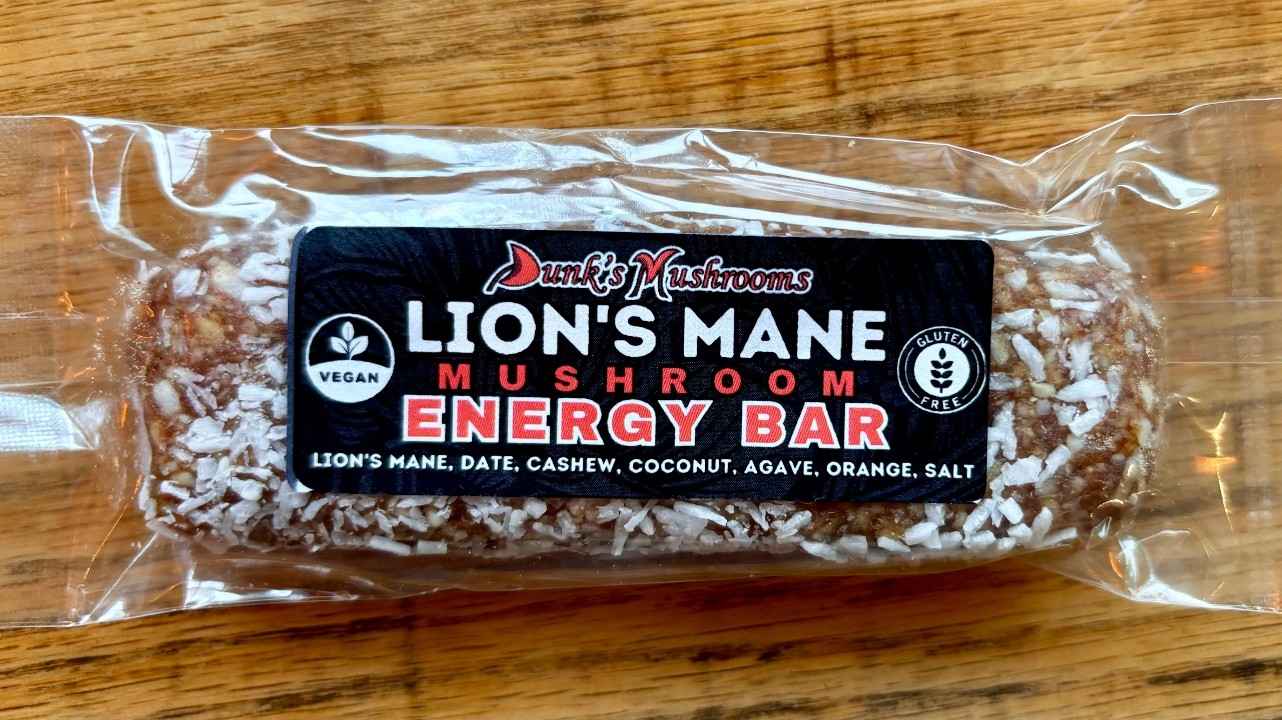 Dunk's Mushrooms
LION'S MANE
MUSHROOM
ENERGY BAR
VEGAN
GLUTEN
FREE
LION'S MANE, DATE, CASHEW, COCONUT, AGAVE, ORANGE, SALT